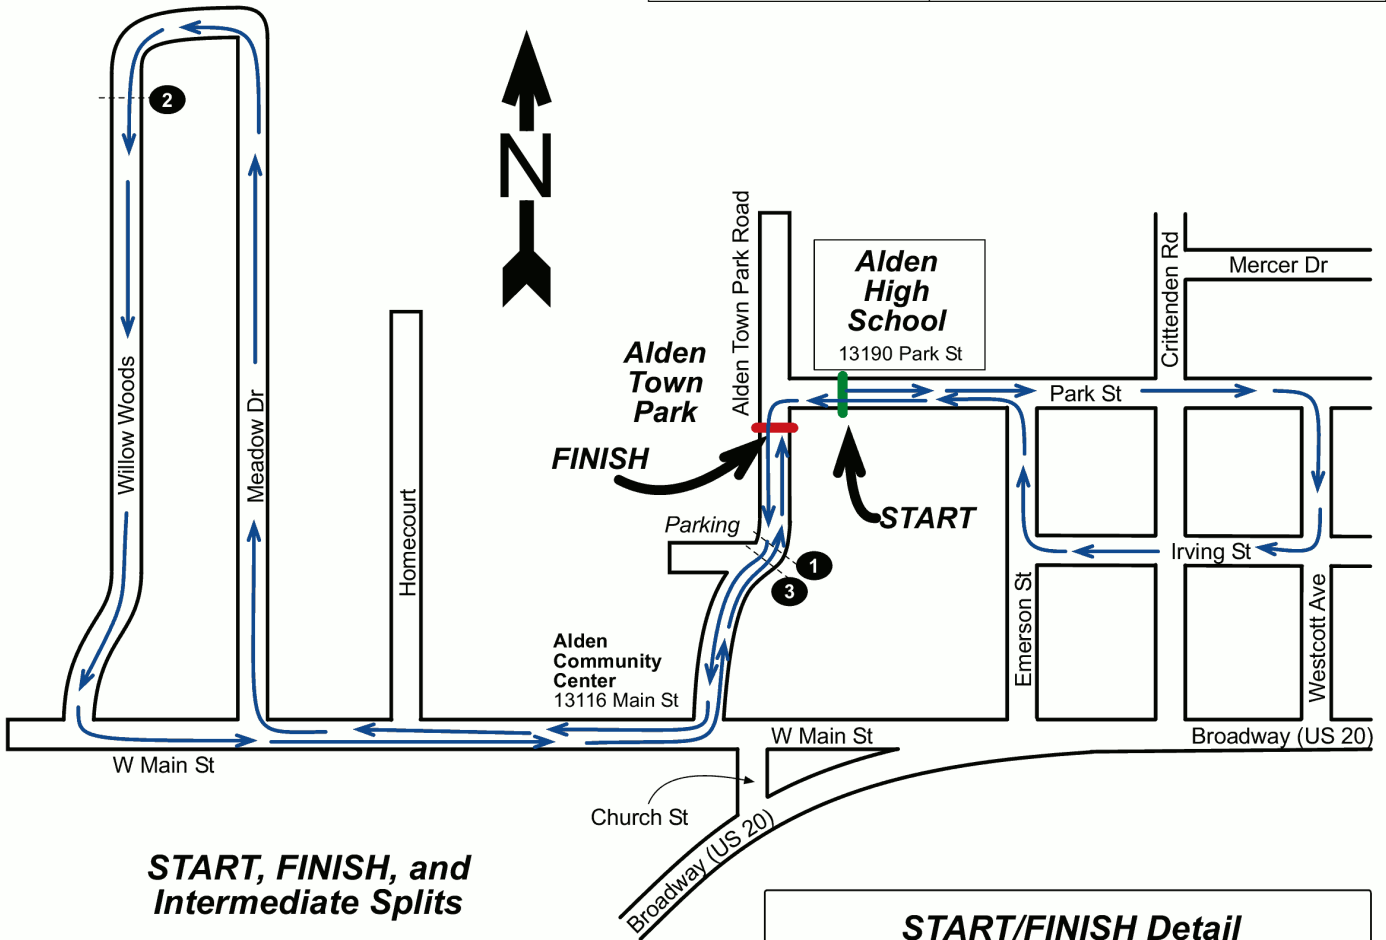 2
N
Alden Town Park Road
Alden
High
School
13190 Park St
Crittenden Rd
Mercer Dr
Alden
Town
Park
Park St
Willow Woods
Meadow Dr
FINISH
START
Homecourt
Parking
1
3
Irving St
Emerson St
Westcott Ave
Alden
Community
Center
13116 Main St
W Main St
W Main St
Broadway (US 20)
Church St
Broadway (US 20)
START, FINISH, and
Intermediate Splits
START/FINISH Detail